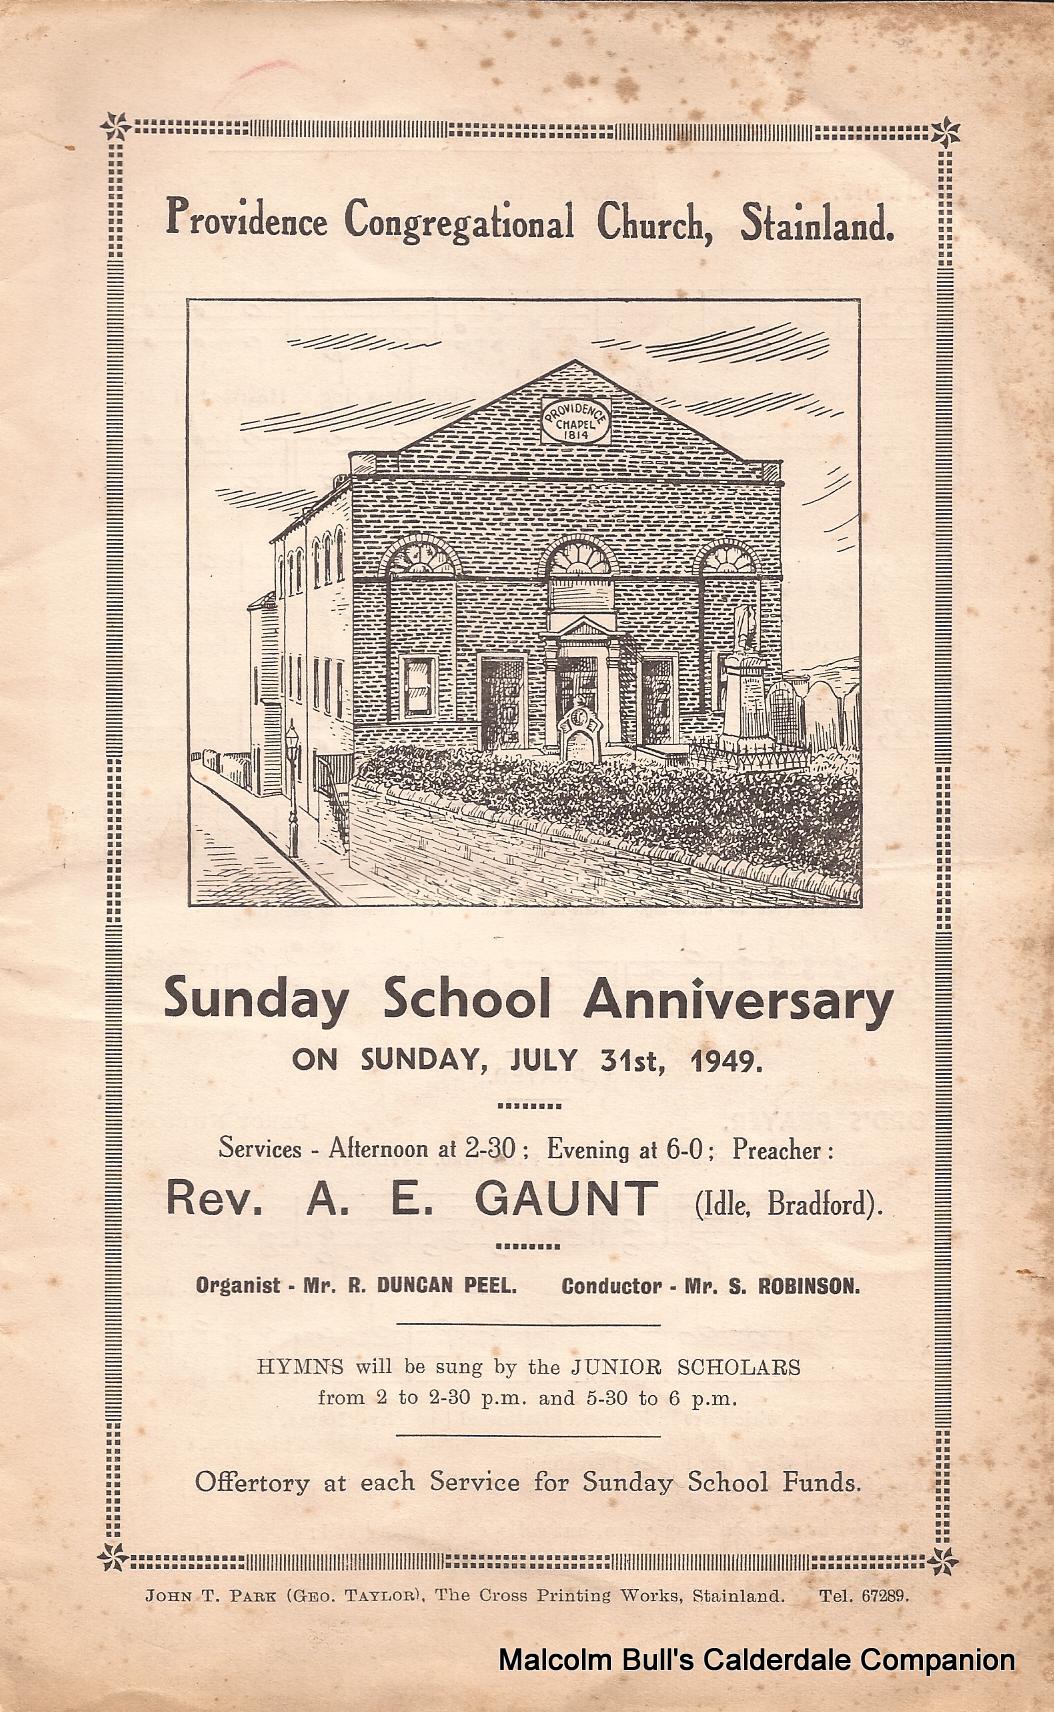 Providence Congregational Church, Stainland.
PROVIDENCE
CHAPEL
1814
Sunday School Anniversary
ON SUNDAY, JULY 31st, 1949.
Services - Afternoon at 2-30 ; Evening at 6-0 ; Preacher :
Rev. A. E. GAUNT (Idle, Bradford).
Organist - Mr. R. DUNCAN PEEL. Conductor - Mr. S. ROBINSON.
HYMNS will be sung by the JUNIOR SCHOLARS
from 2 to 2-30 p.m. and 5-30 to 6 p.m.
Offertory at each Service for Sunday School Funds.
JOHN T. PARK (GEO. TAYLOR), The Cross Printing Works, Stainland. Tel. 67289.
Malcolm Bull's Calderdale Companion